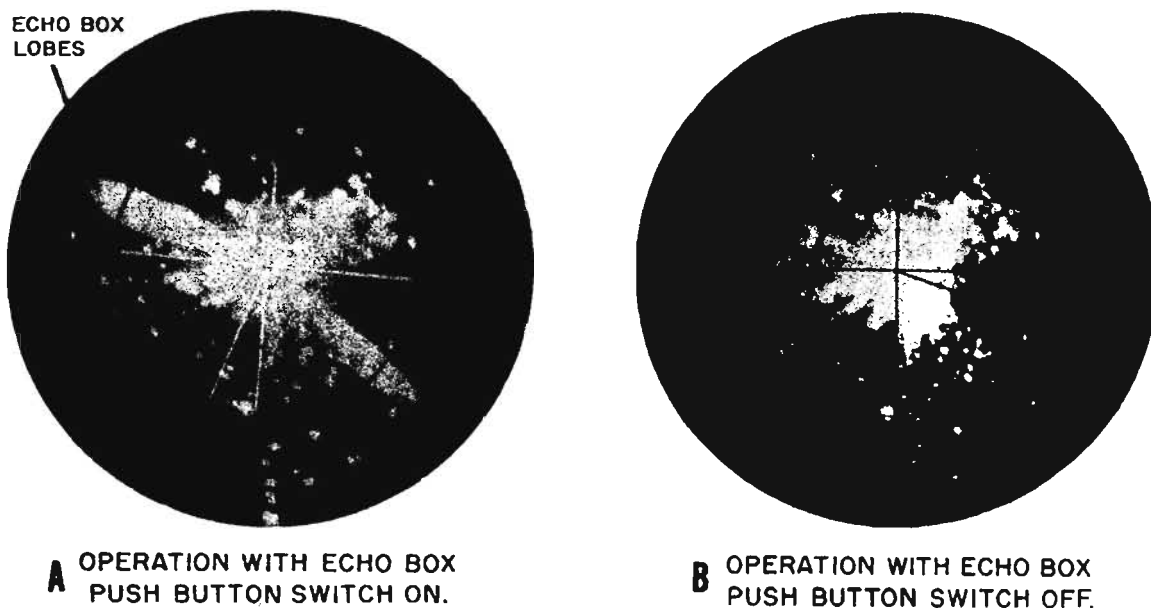 ECHO BOX
LOBES
A OPERATION WITH ECHO BOX
PUSH BUTTON SWITCH ON.
B OPERATION WITH ECHO BOX
PUSH BUTTON SWITCH OFF.